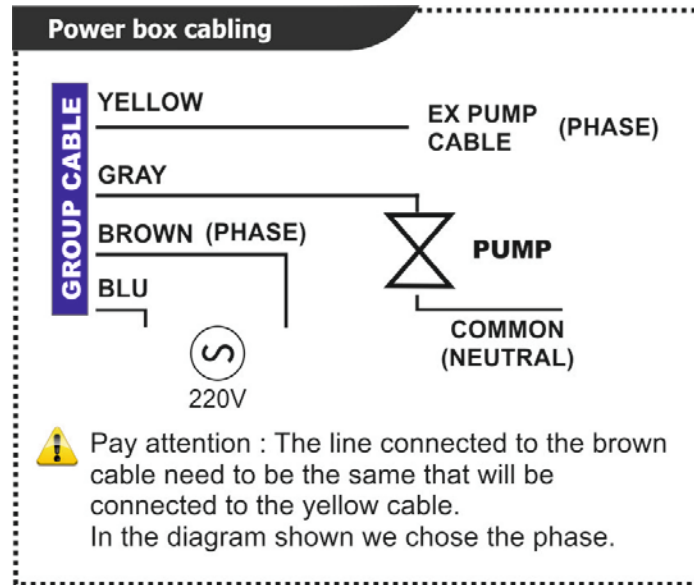 Power box cabling
GROUP CABLE
YELLOW
EX PUMP
CABLE
(PHASE)
GRAY
BROWN (PHASE)
PUMP
BLU
COMMON
(NEUTRAL)
220V
Pay attention : The line connected to the brown
cable need to be the same that will be
connected to the yellow cable.
In the diagram shown we chose the phase.